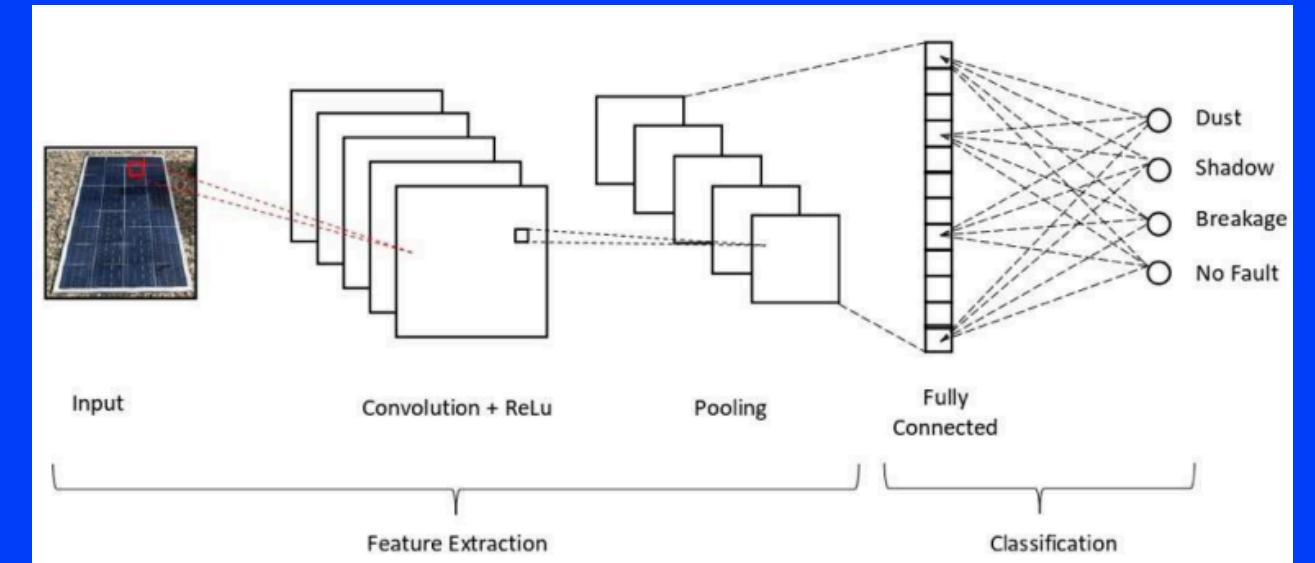 Dust
Shadow
Breakage
No Fault
Input
Convolution + ReLu
Pooling
Fully
Connected
Feature Extraction
Classification